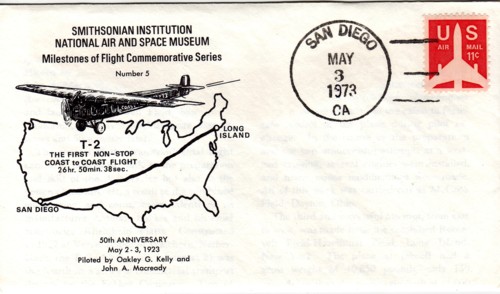 SMITHSONIAN INSTITUTION
NATIONAL AIR AND SPACE MUSEUM
Milestones of Flight Commemorative Series
Number 5
T-2
THE FIRST NON-STOP
COAST to COAST FLIGHT
26hr. 50min. 38sec.
LONG
ISLAND
SAN DIEGO
50th ANNIVERSARY
May 2-3, 1923
Piloted by Oakley G. Kelly and
John A. Macready
SAN DIEGO
MAY
3
1973
CA
US
AIR MAIL
11c